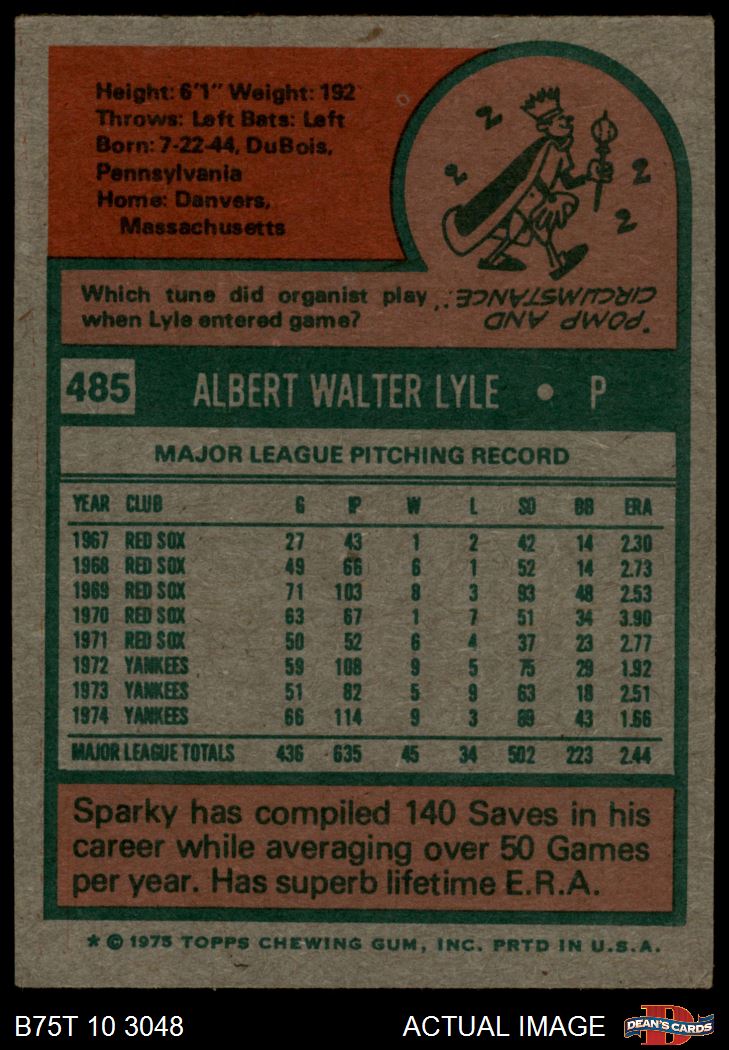 Height: 6'1" Weight: 192
Throws: Left Bats: Left
Born: 7-22-44, DuBois,
Pennsylvania
Home: Danvers,
Massachusetts
2
2
2
2
Which tune did organist play
when Lyle entered game?
"POMP AND
CIRCUMSTANCE."
485 ALBERT WALTER LYLE • P
MAJOR LEAGUE PITCHING RECORD
YEAR CLUB G IP W L SO BB ERA
1967 RED SOX 27 43 1 2 42 14 2.30
1968 RED SOX 49 66 6 1 52 14 2.73
1969 RED SOX 71 103 8 3 93 48 2.53
1970 RED SOX 63 67 1 7 51 34 3.90
1971 RED SOX 50 52 6 4 37 23 2.77
1972 YANKEES 59 108 9 5 75 29 1.92
1973 YANKEES 51 82 5 9 63 18 2.51
1974 YANKEES 66 114 9 3 89 43 1.66
MAJOR LEAGUE TOTALS 436 635 45 34 502 223 2.44
Sparky has compiled 140 Saves in his
career while averaging over 50 Games
per year. Has superb lifetime E.R.A.
* © 1975 TOPPS CHEWING GUM, INC. PRTD IN U.S.A.
B75T 10 3048 ACTUAL IMAGE
D
DEAN'S CARDS